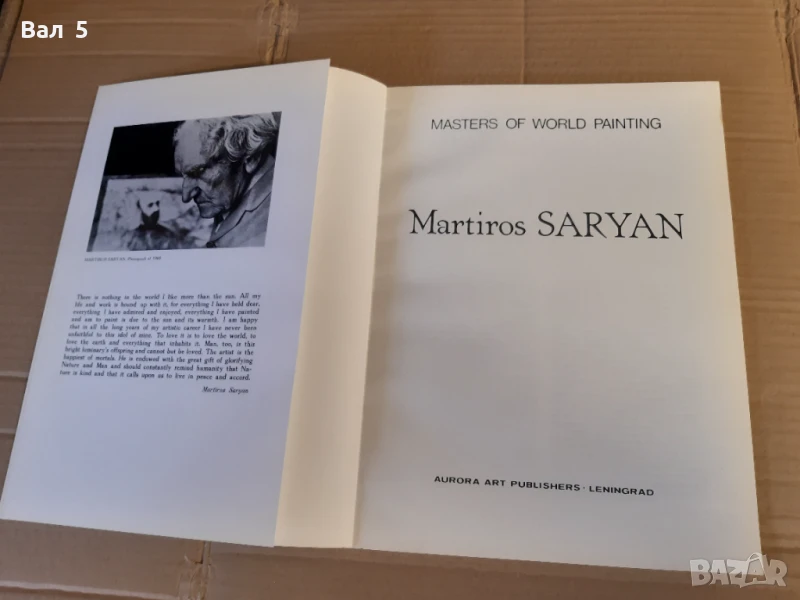 Вал 5
MARTIROS SARYAN. Photograph of
There is nothing in the world I like more than the sun. All my
life and work is bound up with it, for everything I have held dear,
everything I have admired and enjoyed, everything I have painted
and am to paint is due to the sun and its warmth. I am happy
that in all the long years of my artistic career I have never been
unfaithful to this idol of mine. To love it is to love the world, to
love the earth and everything that inhabits it. Man, too, is this
bright luminary's offspring and cannot but be loved. The artist is the
happiest of mortals. He is endowed with the great gift of glorifying
Nature and Man and should constantly remind humanity that Na-
ture is kind and that it calls upon us to live in peace and accord.
Martiros Saryan
MASTERS OF WORLD PAINTING
Martiros SARYAN
AURORA ART PUBLISHERS · LENINGRAD
BAZAR